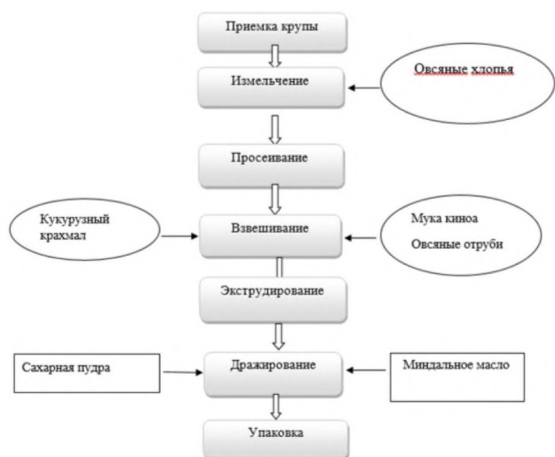 Приемка крупы
Овсяные хлопья
Измельчение
Просеивание
Кукурузный
крахмал
Взвешивание
Мука киноа
Овсяные отруби
Экструдирование
Сахарная пудра
Дражирование
Миндальное масло
Упаковка